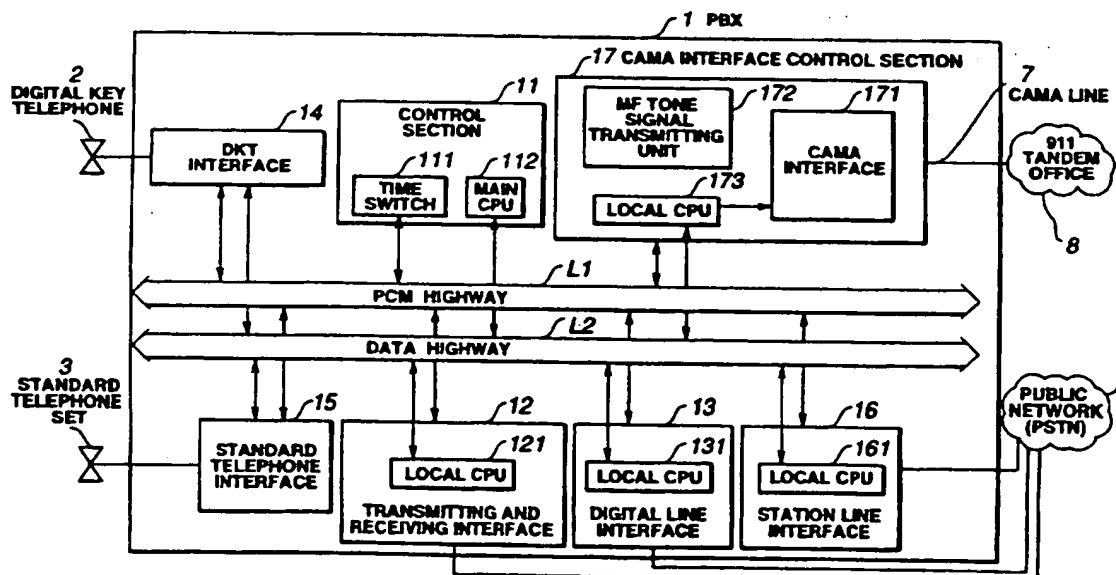 1 PBX
17 CAMA INTERFACE CONTROL SECTION
2
DIGITAL KEY
TELEPHONE
14
DKT
INTERFACE
11
CONTROL
SECTION
111
TIME
SWITCH
112
MAIN
CPU
172
MF TONE
SIGNAL
TRANSMITTING
UNIT
171
CAMA
INTERFACE
173
LOCAL CPU
7
CAMA LINE
911
TANDEM
OFFICE
8
L1
PCM HIGHWAY
L2
DATA HIGHWAY
3
STANDARD
TELEPHONE
SET
15
STANDARD
TELEPHONE
INTERFACE
12
121
LOCAL CPU
TRANSMITTING AND
RECEIVING INTERFACE
13
131
LOCAL CPU
DIGITAL LINE
INTERFACE
16
161
LOCAL CPU
STATION LINE
INTERFACE
PUBLIC
NETWORK
(PSTN)